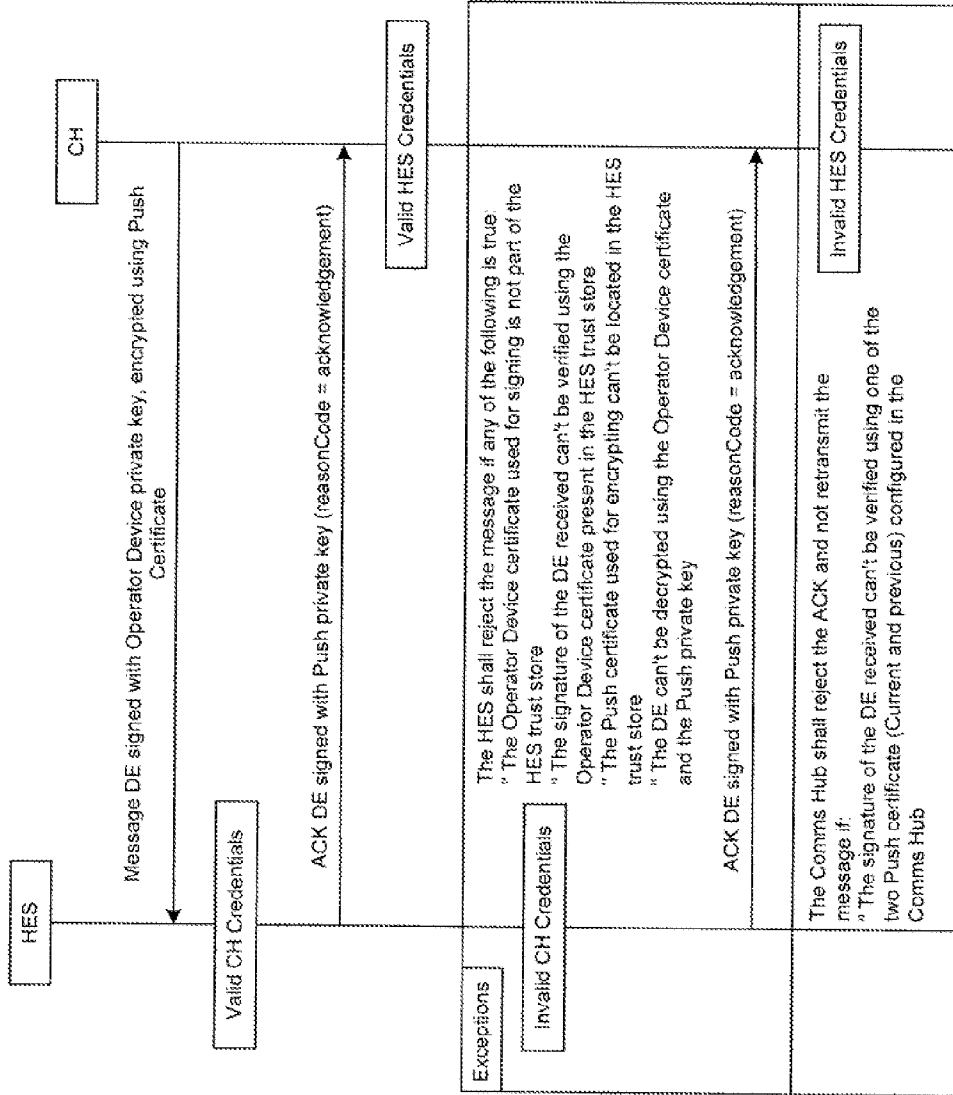 HES
CH
Message DE signed with Operator Device private key, encrypted using Push
Certificate
Valid CH Credentials
ACK DE signed with Push private key (reasonCode = acknowledgement)
Valid HES Credentials
Exceptions
The HES shall reject the message if any of the following is true:
" The Operator Device certificate used for signing is not part of the
HES trust store
" The signature of the DE received can't be verified using the
Operator Device certificate present in the HES trust store
" The Push certificate used for encrypting can't be located in the HES
trust store
" The DE can't be decrypted using the Operator Device certificate
and the Push private key
Invalid CH Credentials
ACK DE signed with Push private key (reasonCode = acknowledgement)
The Comms Hub shall reject the ACK and not retransmit the
message if:
" The signature of the DE received can't be verified using one of the
two Push certificate (Current and previous) configured in the
Comms Hub
Invalid HES Credentials